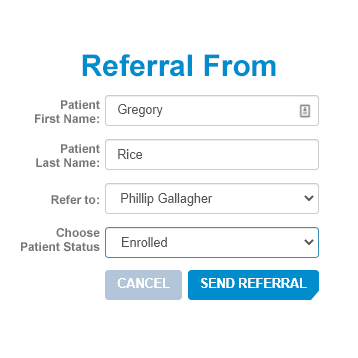 Referral From
Patient
First Name:
Gregory
Patient
Last Name:
Rice
Refer to:
Phillip Gallagher
Choose
Patient Status
Enrolled
CANCEL
SEND REFERRAL